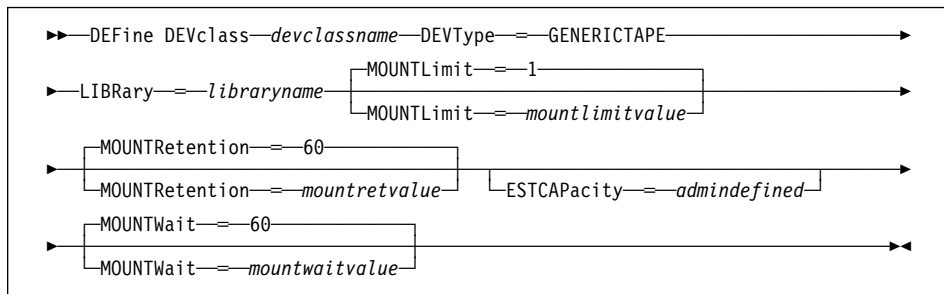 DEFine DEVclass devclassname DEVType = GENERICTAPE
MOUNTLimit = 1
LIBRary = libraryname
MOUNTLimit = mountlimitvalue
MOUNTRetention = 60
MOUNTRetention = mountretvalue
ESTCAPacity = admindefined
MOUNTWait = 60
MOUNTWait = mountwaitvalue